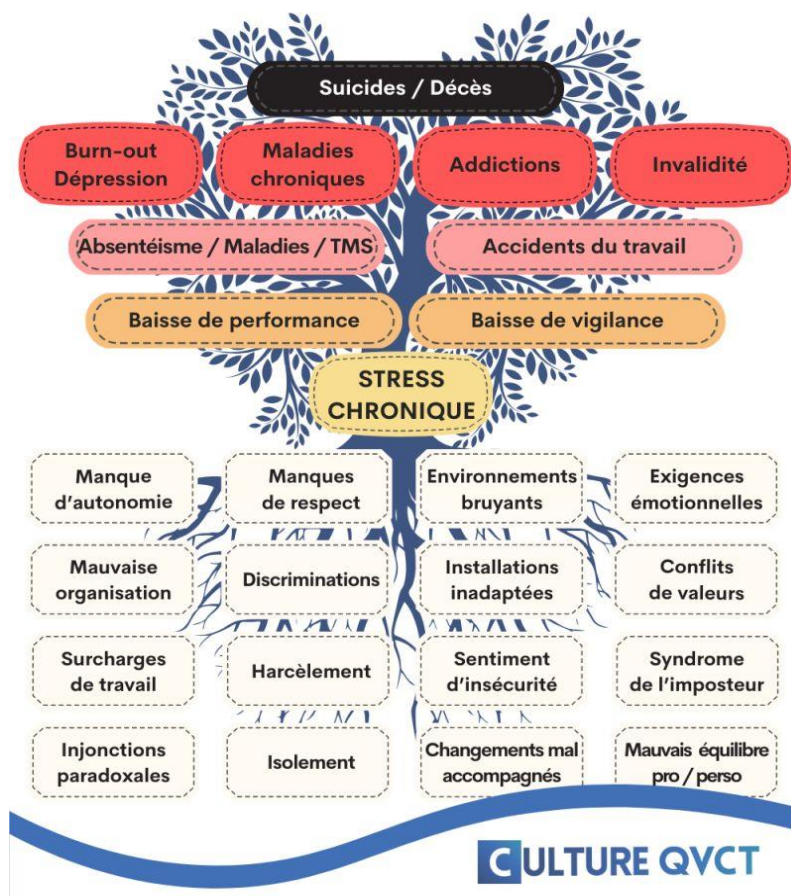 Suicides / Décès
Burn-out
Dépression
Maladies
chroniques
Addictions
Invalidité
Absentéisme / Maladies / TMS
Accidents du travail
Baisse de performance
Baisse de vigilance
STRESS
CHRONIQUE
Manque
d'autonomie
Manques
de respect
Environnements
bruyants
Exigences
émotionnelles
Mauvaise
organisation
Discriminations
Installations
inadaptées
Conflits
de valeurs
Surcharges
de travail
Harcèlement
Sentiment
d'insécurité
Syndrome
de l'imposteur
Injonctions
paradoxales
Isolement
Changements mal
accompagnés
Mauvais équilibre
pro / perso
CULTURE QVCT